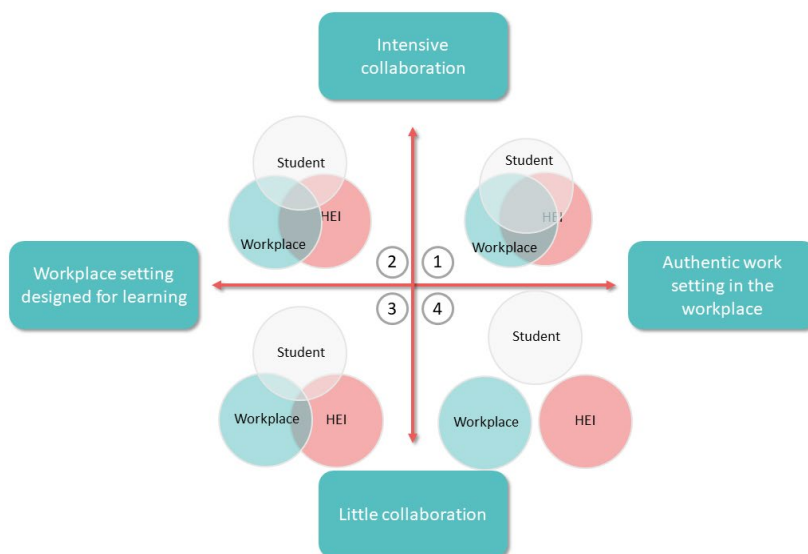 Intensive
collaboration
Student
HEI
Workplace
Student
HEI
Workplace
Workplace setting
designed for learning
2
1
3
4
Authentic work
setting in the
workplace
Student
Workplace
HEI
Student
Workplace
HEI
Little collaboration